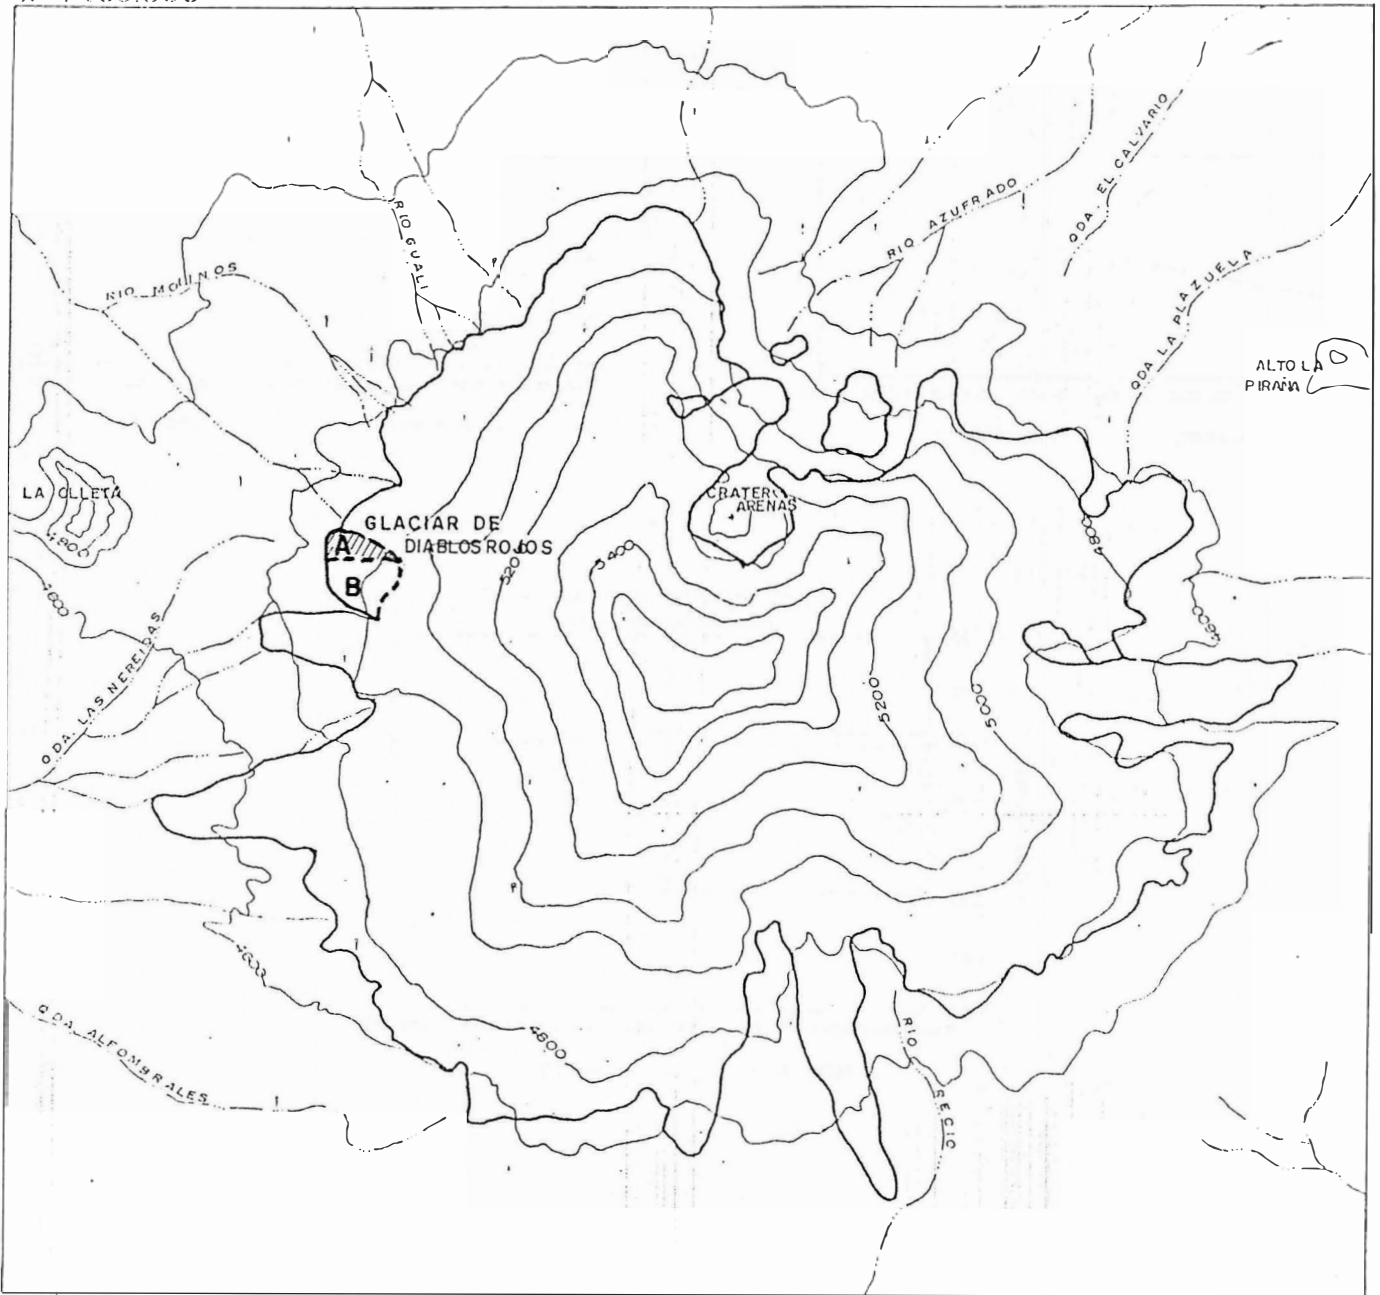 RIO GUALI
RIO AZUFRADO
QDA. EL CALVARIO
RIO MOLINOS
QDA LA PLAZUELA
ALTO LA
PIRAÑA
LA OLLETA
4800
CRATER
ARENAS
GLACIAR DE
DIABLOS ROJOS
A
B
5200
5400
4800
4600
4600
QDA. LAS NEREIDAS
5200
5000
4600
4800
QDA. ALFOMBRALES
RIO SECIO